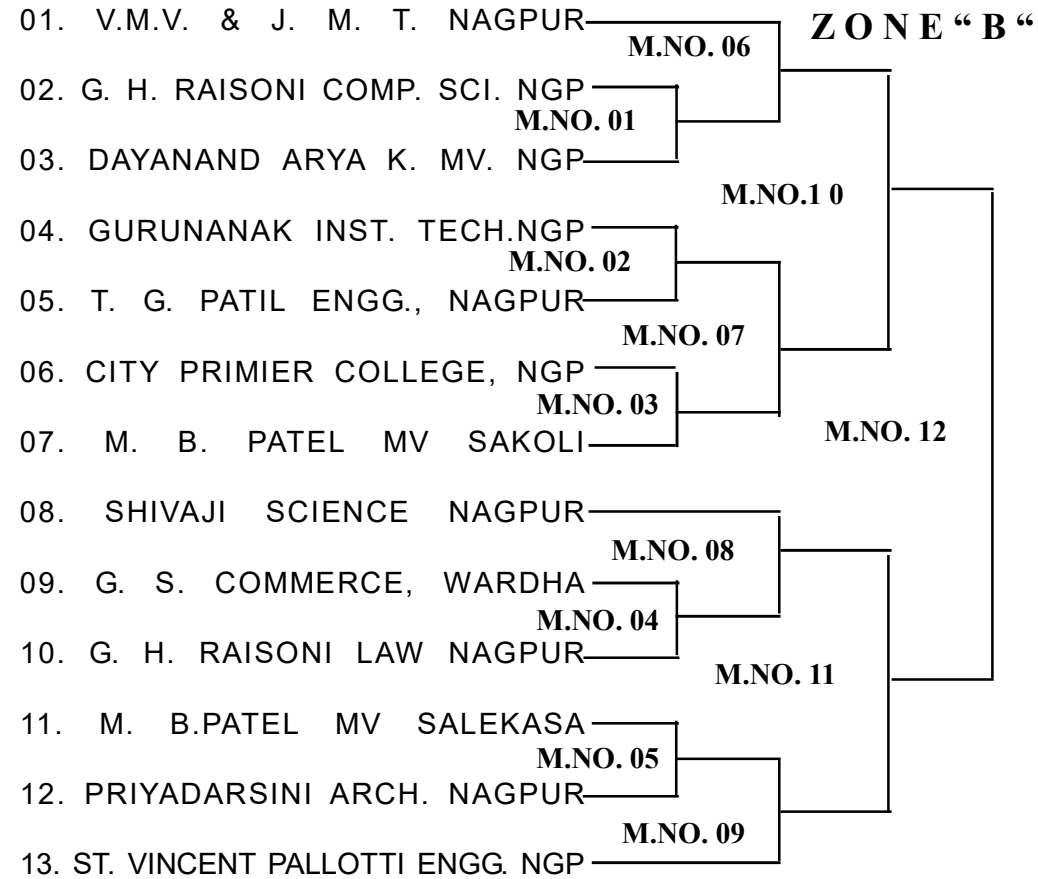 01. V.M.V. & J. M. T. NAGPUR
Z O N E “ B “
M.NO. 06
02. G. H. RAISONI COMP. SCI. NGP
M.NO. 01
03. DAYANAND ARYA K. MV. NGP
M.NO.1 0
04. GURUNANAK INST. TECH.NGP
M.NO. 02
05. T. G. PATIL ENGG., NAGPUR
M.NO. 07
06. CITY PRIMIER COLLEGE, NGP
M.NO. 03
M.NO. 12
07. M. B. PATEL MV SAKOLI
08. SHIVAJI SCIENCE NAGPUR
M.NO. 08
09. G. S. COMMERCE, WARDHA
M.NO. 04
10. G. H. RAISONI LAW NAGPUR
M.NO. 11
11. M. B.PATEL MV SALEKASA
M.NO. 05
12. PRIYADARSINI ARCH. NAGPUR
M.NO. 09
13. ST. VINCENT PALLOTTI ENGG. NGP